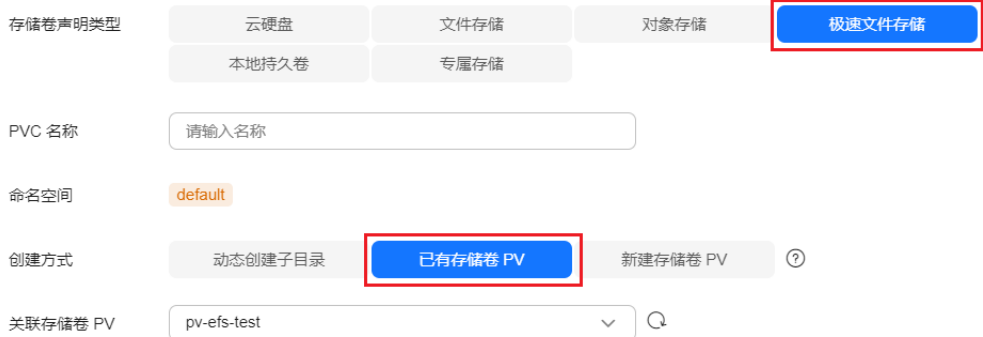 存储卷声明类型 云硬盘 文件存储 对象存储 极速文件存储
本地持久卷 专属存储
PVC 名称 请输入名称
命名空间 default
创建方式 动态创建子目录 已有存储卷 PV 新建存储卷 PV ?
关联存储卷 PV pv-efs-test